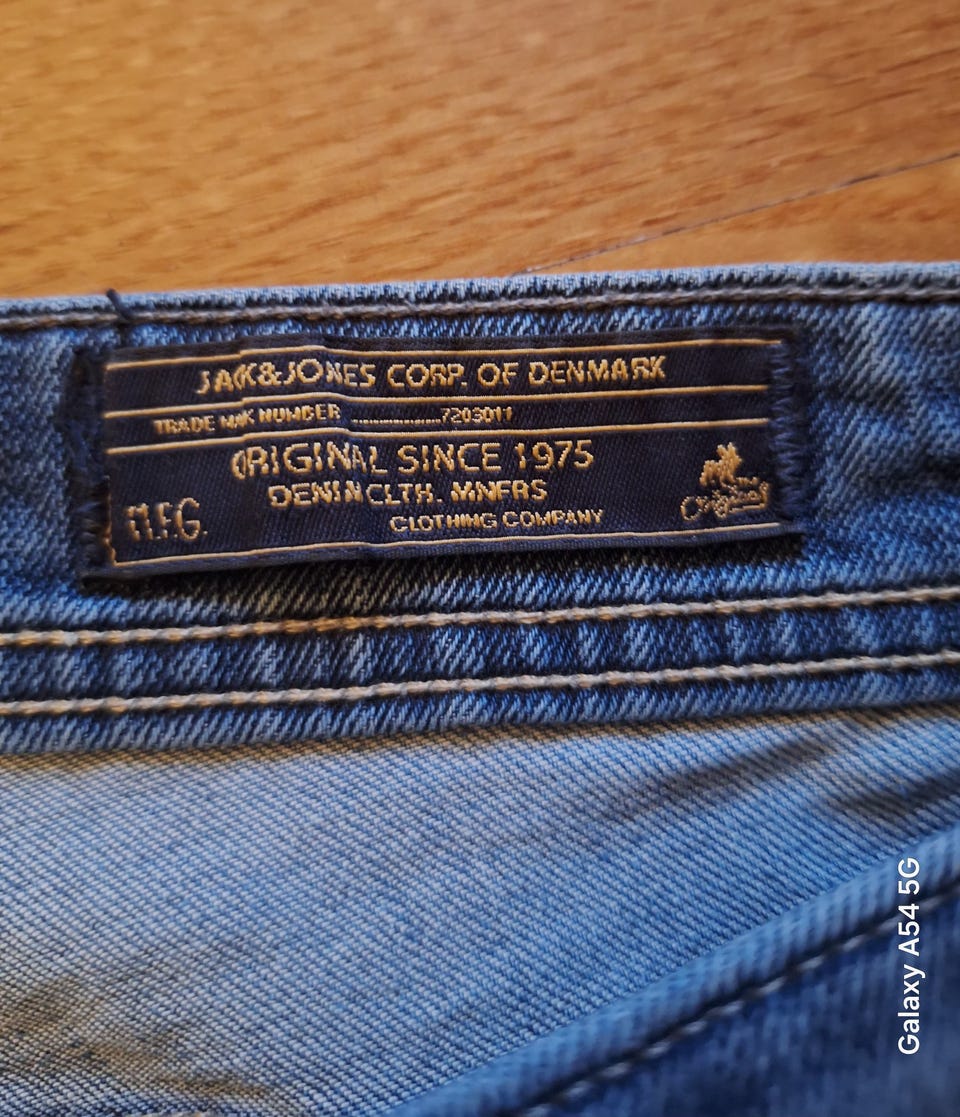 JACK&JONES CORP. OF DENMARK
TRADE MAK NUMBER ....................7203011
ORIGINAL SINCE 1975
DENIN CLTH. MNFRS
M.F.G.
CLOTHING COMPANY
Originals
Galaxy A54 5G